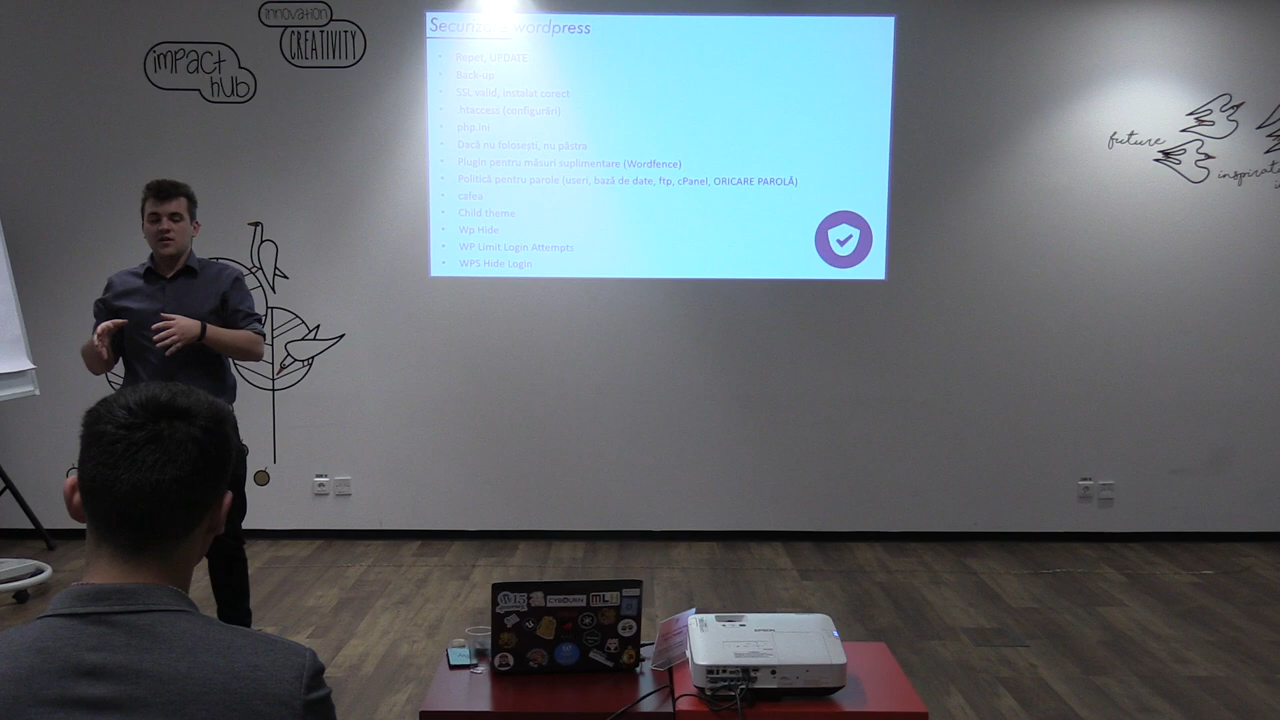 innovation
CREATIVITY
impact
hub
wordpress
Repet, UPDATE
Back-up
SSL valid, instalat corect
.htaccess (configurări)
php.ini
Dacă nu folosești, nu păstra
Plugin pentru măsuri suplimentare (Wordfence)
Politică pentru parole (useri, bază de date, ftp, cPanel, ORICARE PAROLĂ)
cafea
Child theme
Wp Hide
WP Limit Login Attempts
WPS Hide Login
future
CYBOURN
EPSON